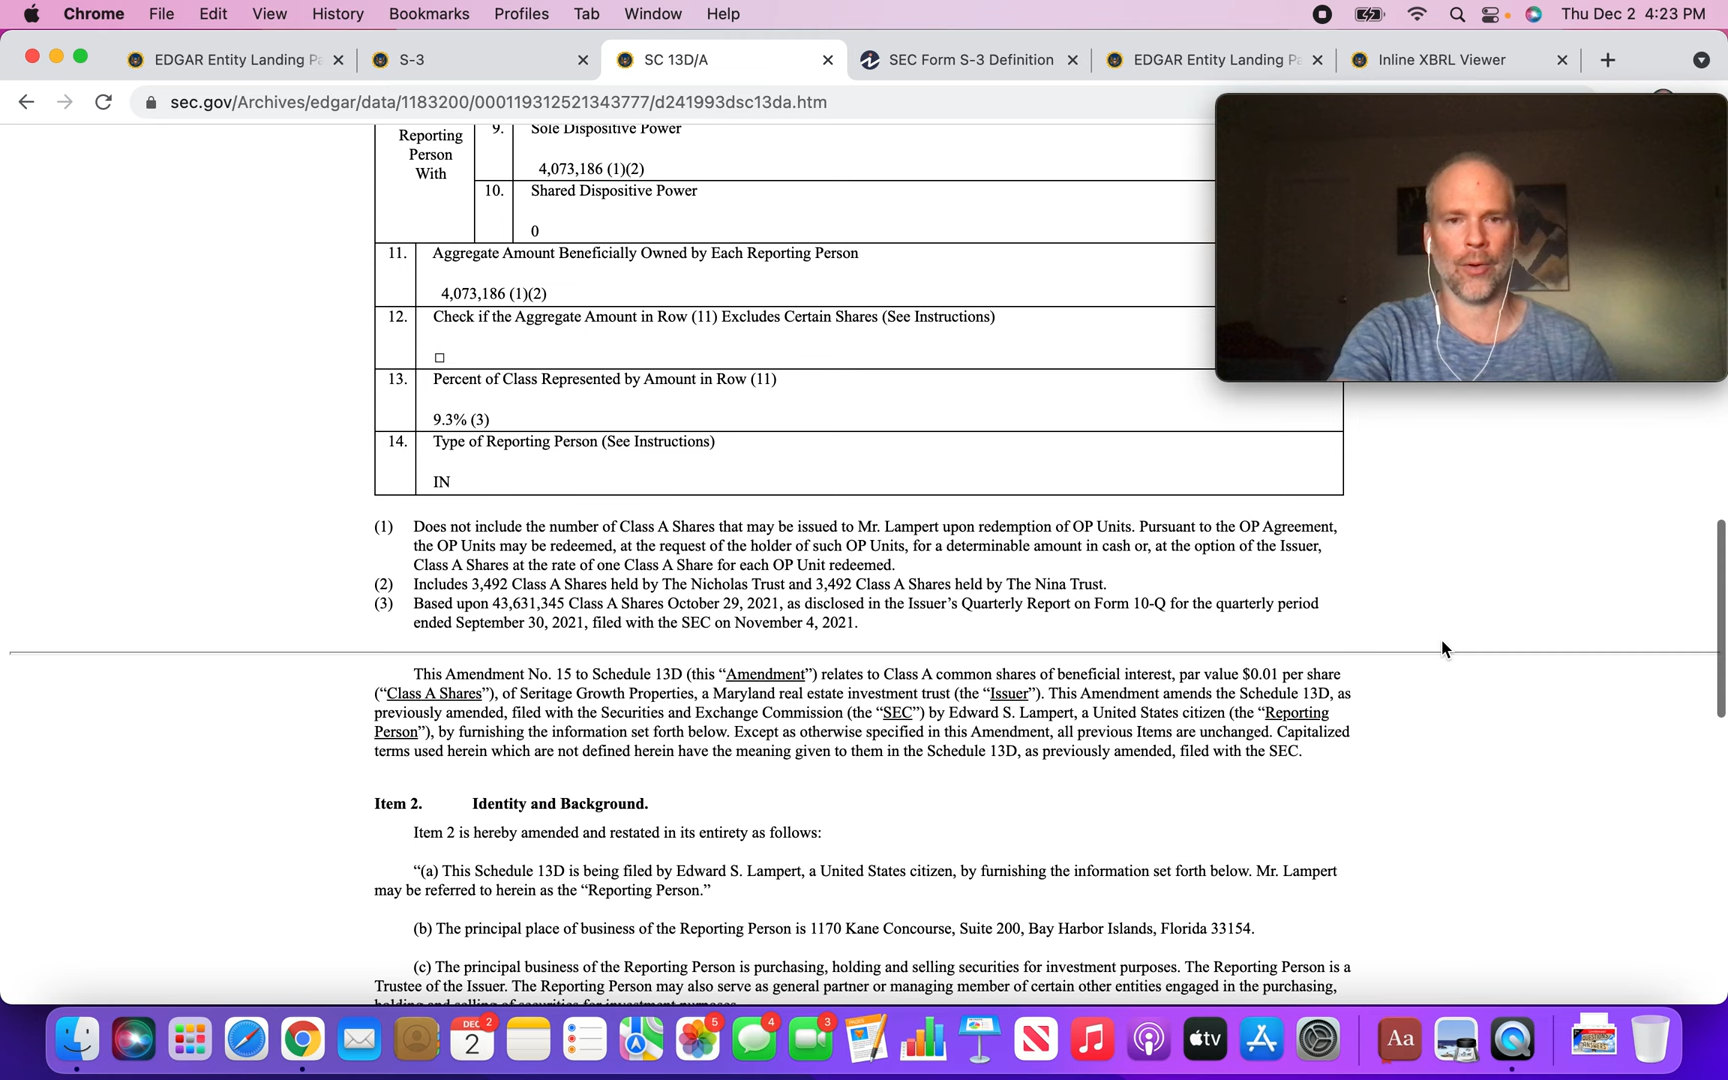 Chrome File Edit View History Bookmarks Profiles Tab Window Help Thu Dec 2 4:23 PM
EDGAR Entity Landing Pa S-3 SC 13D/A SEC Form S-3 Definition EDGAR Entity Landing Pa Inline XBRL Viewer
sec.gov/Archives/edgar/data/1183200/000119312521343777/d241993dsc13da.htm
Reporting
Person
With
9. Sole Dispositive Power
4,073,186 (1)(2)
10. Shared Dispositive Power
0
11. Aggregate Amount Beneficially Owned by Each Reporting Person
4,073,186 (1)(2)
12. Check if the Aggregate Amount in Row (11) Excludes Certain Shares (See Instructions)
☐
13. Percent of Class Represented by Amount in Row (11)
9.3% (3)
14. Type of Reporting Person (See Instructions)
IN
(1) Does not include the number of Class A Shares that may be issued to Mr. Lampert upon redemption of OP Units. Pursuant to the OP Agreement,
the OP Units may be redeemed, at the request of the holder of such OP Units, for a determinable amount in cash or, at the option of the Issuer,
Class A Shares at the rate of one Class A Share for each OP Unit redeemed.
(2) Includes 3,492 Class A Shares held by The Nicholas Trust and 3,492 Class A Shares held by The Nina Trust.
(3) Based upon 43,631,345 Class A Shares October 29, 2021, as disclosed in the Issuer’s Quarterly Report on Form 10-Q for the quarterly period
ended September 30, 2021, filed with the SEC on November 4, 2021.
This Amendment No. 15 to Schedule 13D (this “Amendment”) relates to Class A common shares of beneficial interest, par value $0.01 per share
(“Class A Shares”), of Seritage Growth Properties, a Maryland real estate investment trust (the “Issuer”). This Amendment amends the Schedule 13D, as
previously amended, filed with the Securities and Exchange Commission (the “SEC”) by Edward S. Lampert, a United States citizen (the “Reporting
Person”), by furnishing the information set forth below. Except as otherwise specified in this Amendment, all previous Items are unchanged. Capitalized
terms used herein which are not defined herein have the meaning given to them in the Schedule 13D, as previously amended, filed with the SEC.
Item 2. Identity and Background.
Item 2 is hereby amended and restated in its entirety as follows:
“(a) This Schedule 13D is being filed by Edward S. Lampert, a United States citizen, by furnishing the information set forth below. Mr. Lampert
may be referred to herein as the “Reporting Person.”
(b) The principal place of business of the Reporting Person is 1170 Kane Concourse, Suite 200, Bay Harbor Islands, Florida 33154.
(c) The principal business of the Reporting Person is purchasing, holding and selling securities for investment purposes. The Reporting Person is a
Trustee of the Issuer. The Reporting Person may also serve as general partner or managing member of certain other entities engaged in the purchasing,
holding and selling of securities for investment purposes.
DEC 2 2 5 4 3 tv Aa